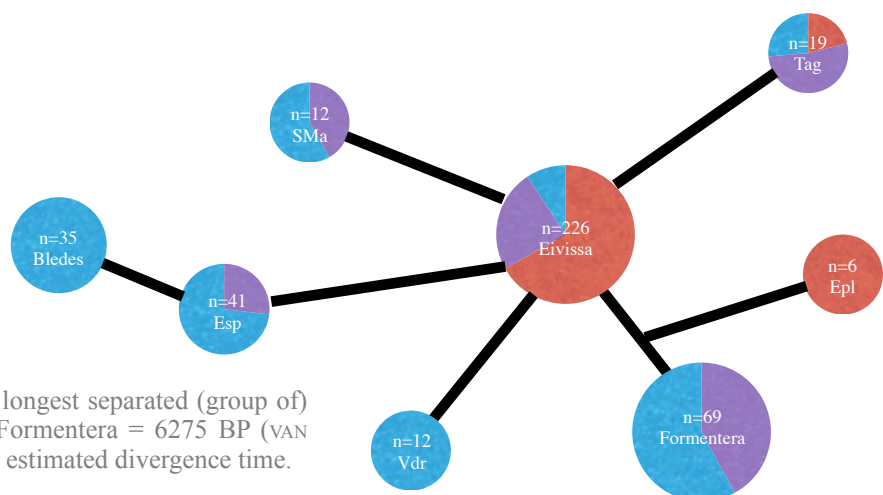 n=19
Tag
n=12
SMa
n=226
Eivissa
n=35
Bledes
n=6
Epl
n=41
Esp
longest separated (group of)
Formentera = 6275 BP (VAN
estimated divergence time.
n=69
Formentera
n=12
Vdr